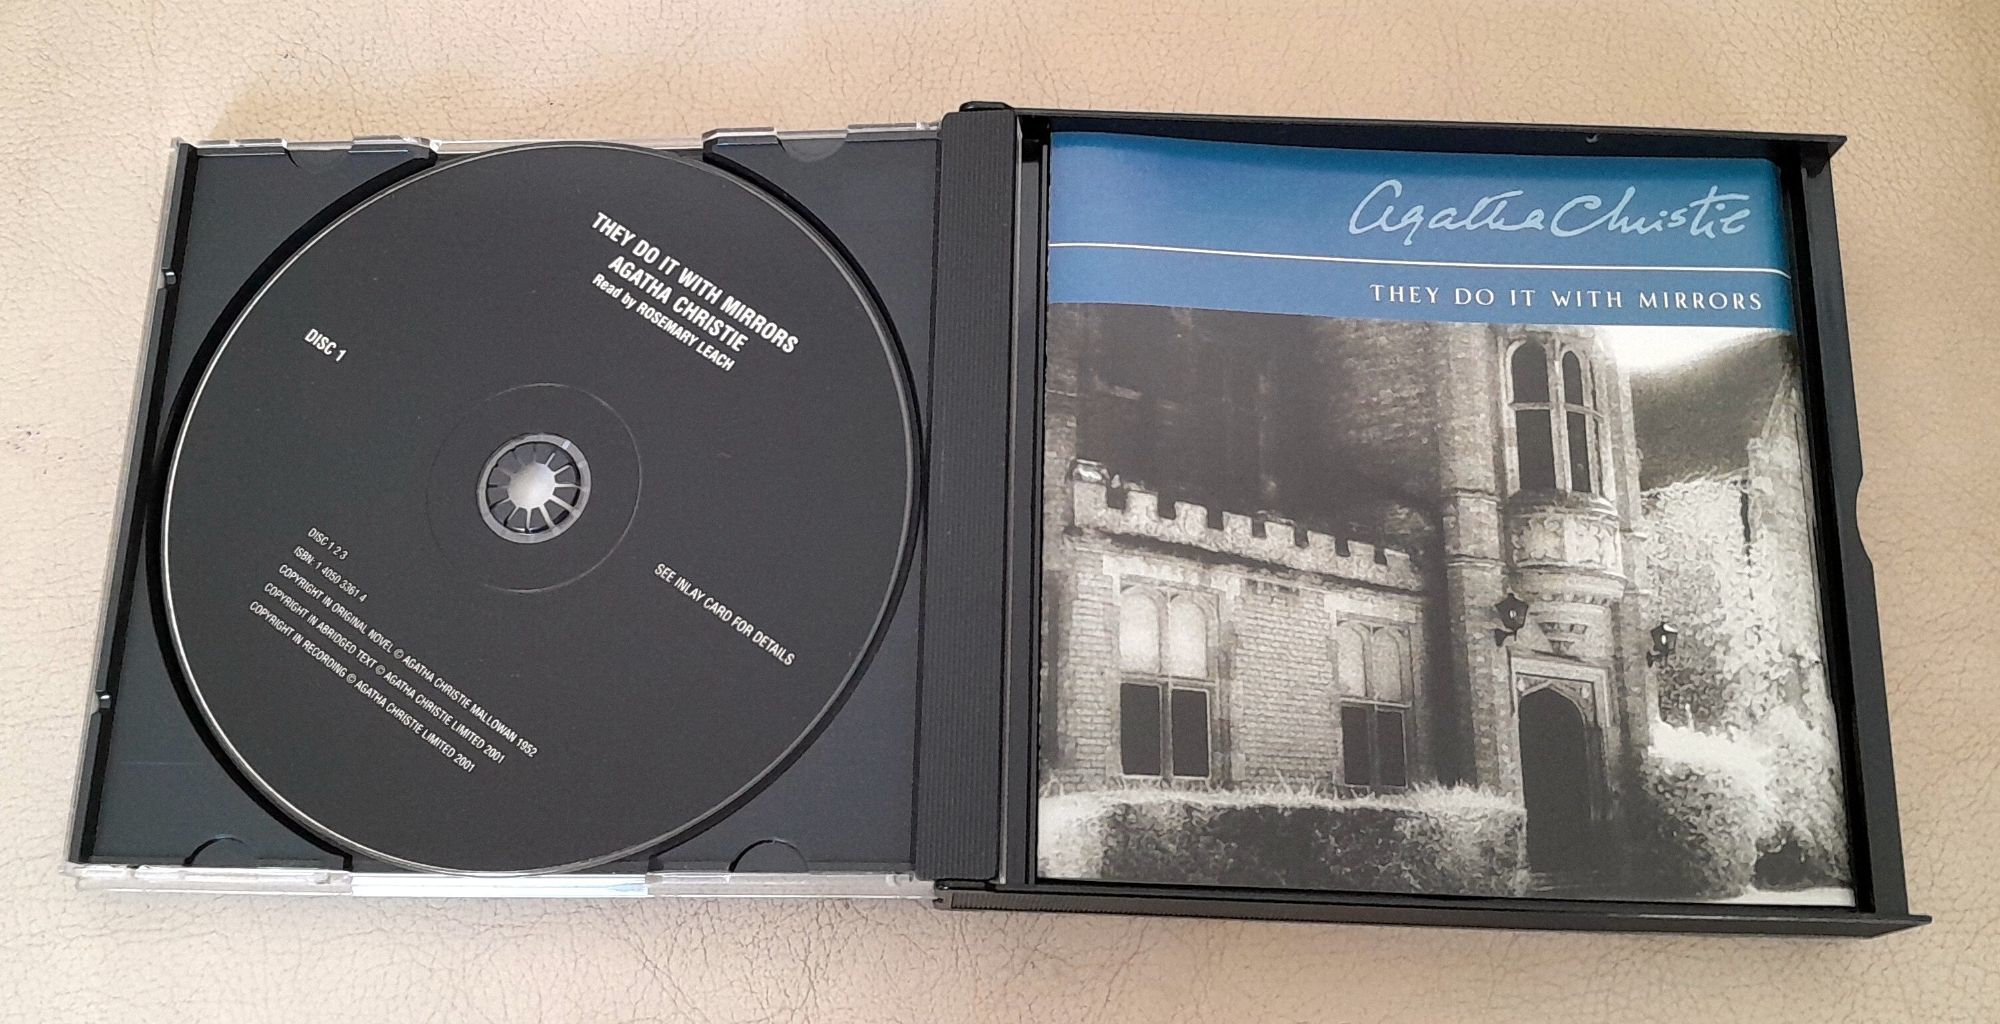 THEY DO IT WITH MIRRORS
AGATHA CHRISTIE
Read by ROSEMARY LEACH
DISC 1
SEE INLAY CARD FOR DETAILS
DISC 1 2 3
ISBN: 1 4050 3361 4
COPYRIGHT IN ORIGINAL NOVEL © AGATHA CHRISTIE MALLOWAN 1952
COPYRIGHT IN ABRIDGED TEXT © AGATHA CHRISTIE LIMITED 2001
COPYRIGHT IN RECORDING © AGATHA CHRISTIE LIMITED 2001
Agatha Christie
THEY DO IT WITH MIRRORS